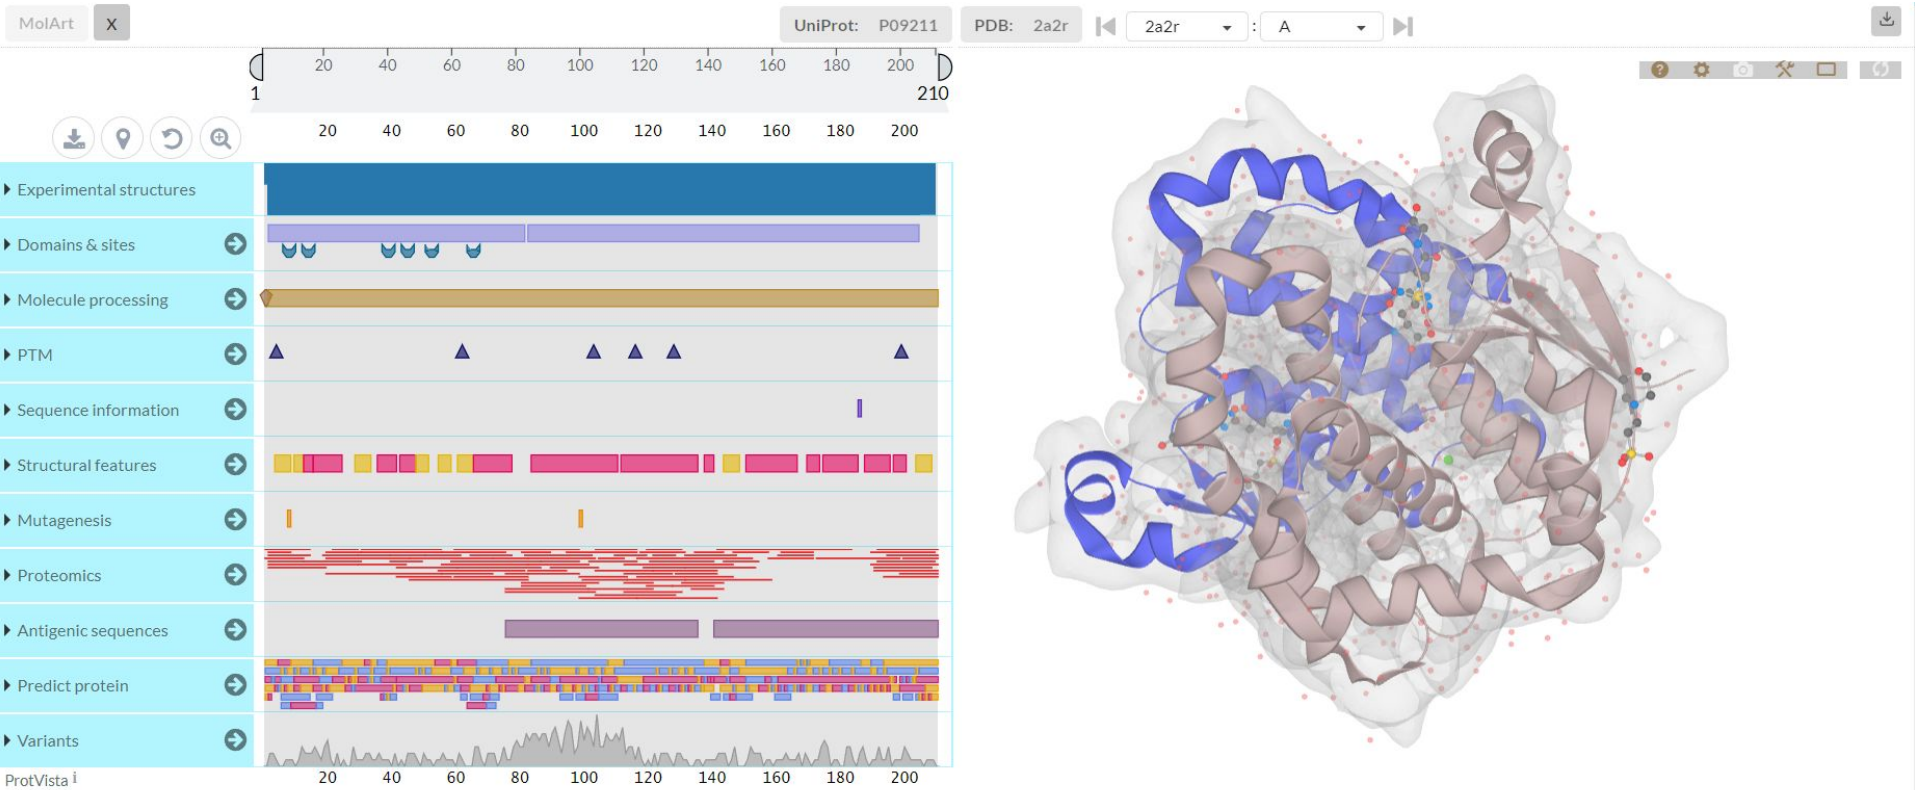 MolArt X UniProt: P09211 PDB: 2a2r 2a2r : A
20 40 60 80 100 120 140 160 180 200
1 210
20 40 60 80 100 120 140 160 180 200
Experimental structures
Domains & sites
Molecule processing
PTM
Sequence information
Structural features
Mutagenesis
Proteomics
Antigenic sequences
Predict protein
Variants
20 40 60 80 100 120 140 160 180 200
ProtVista i